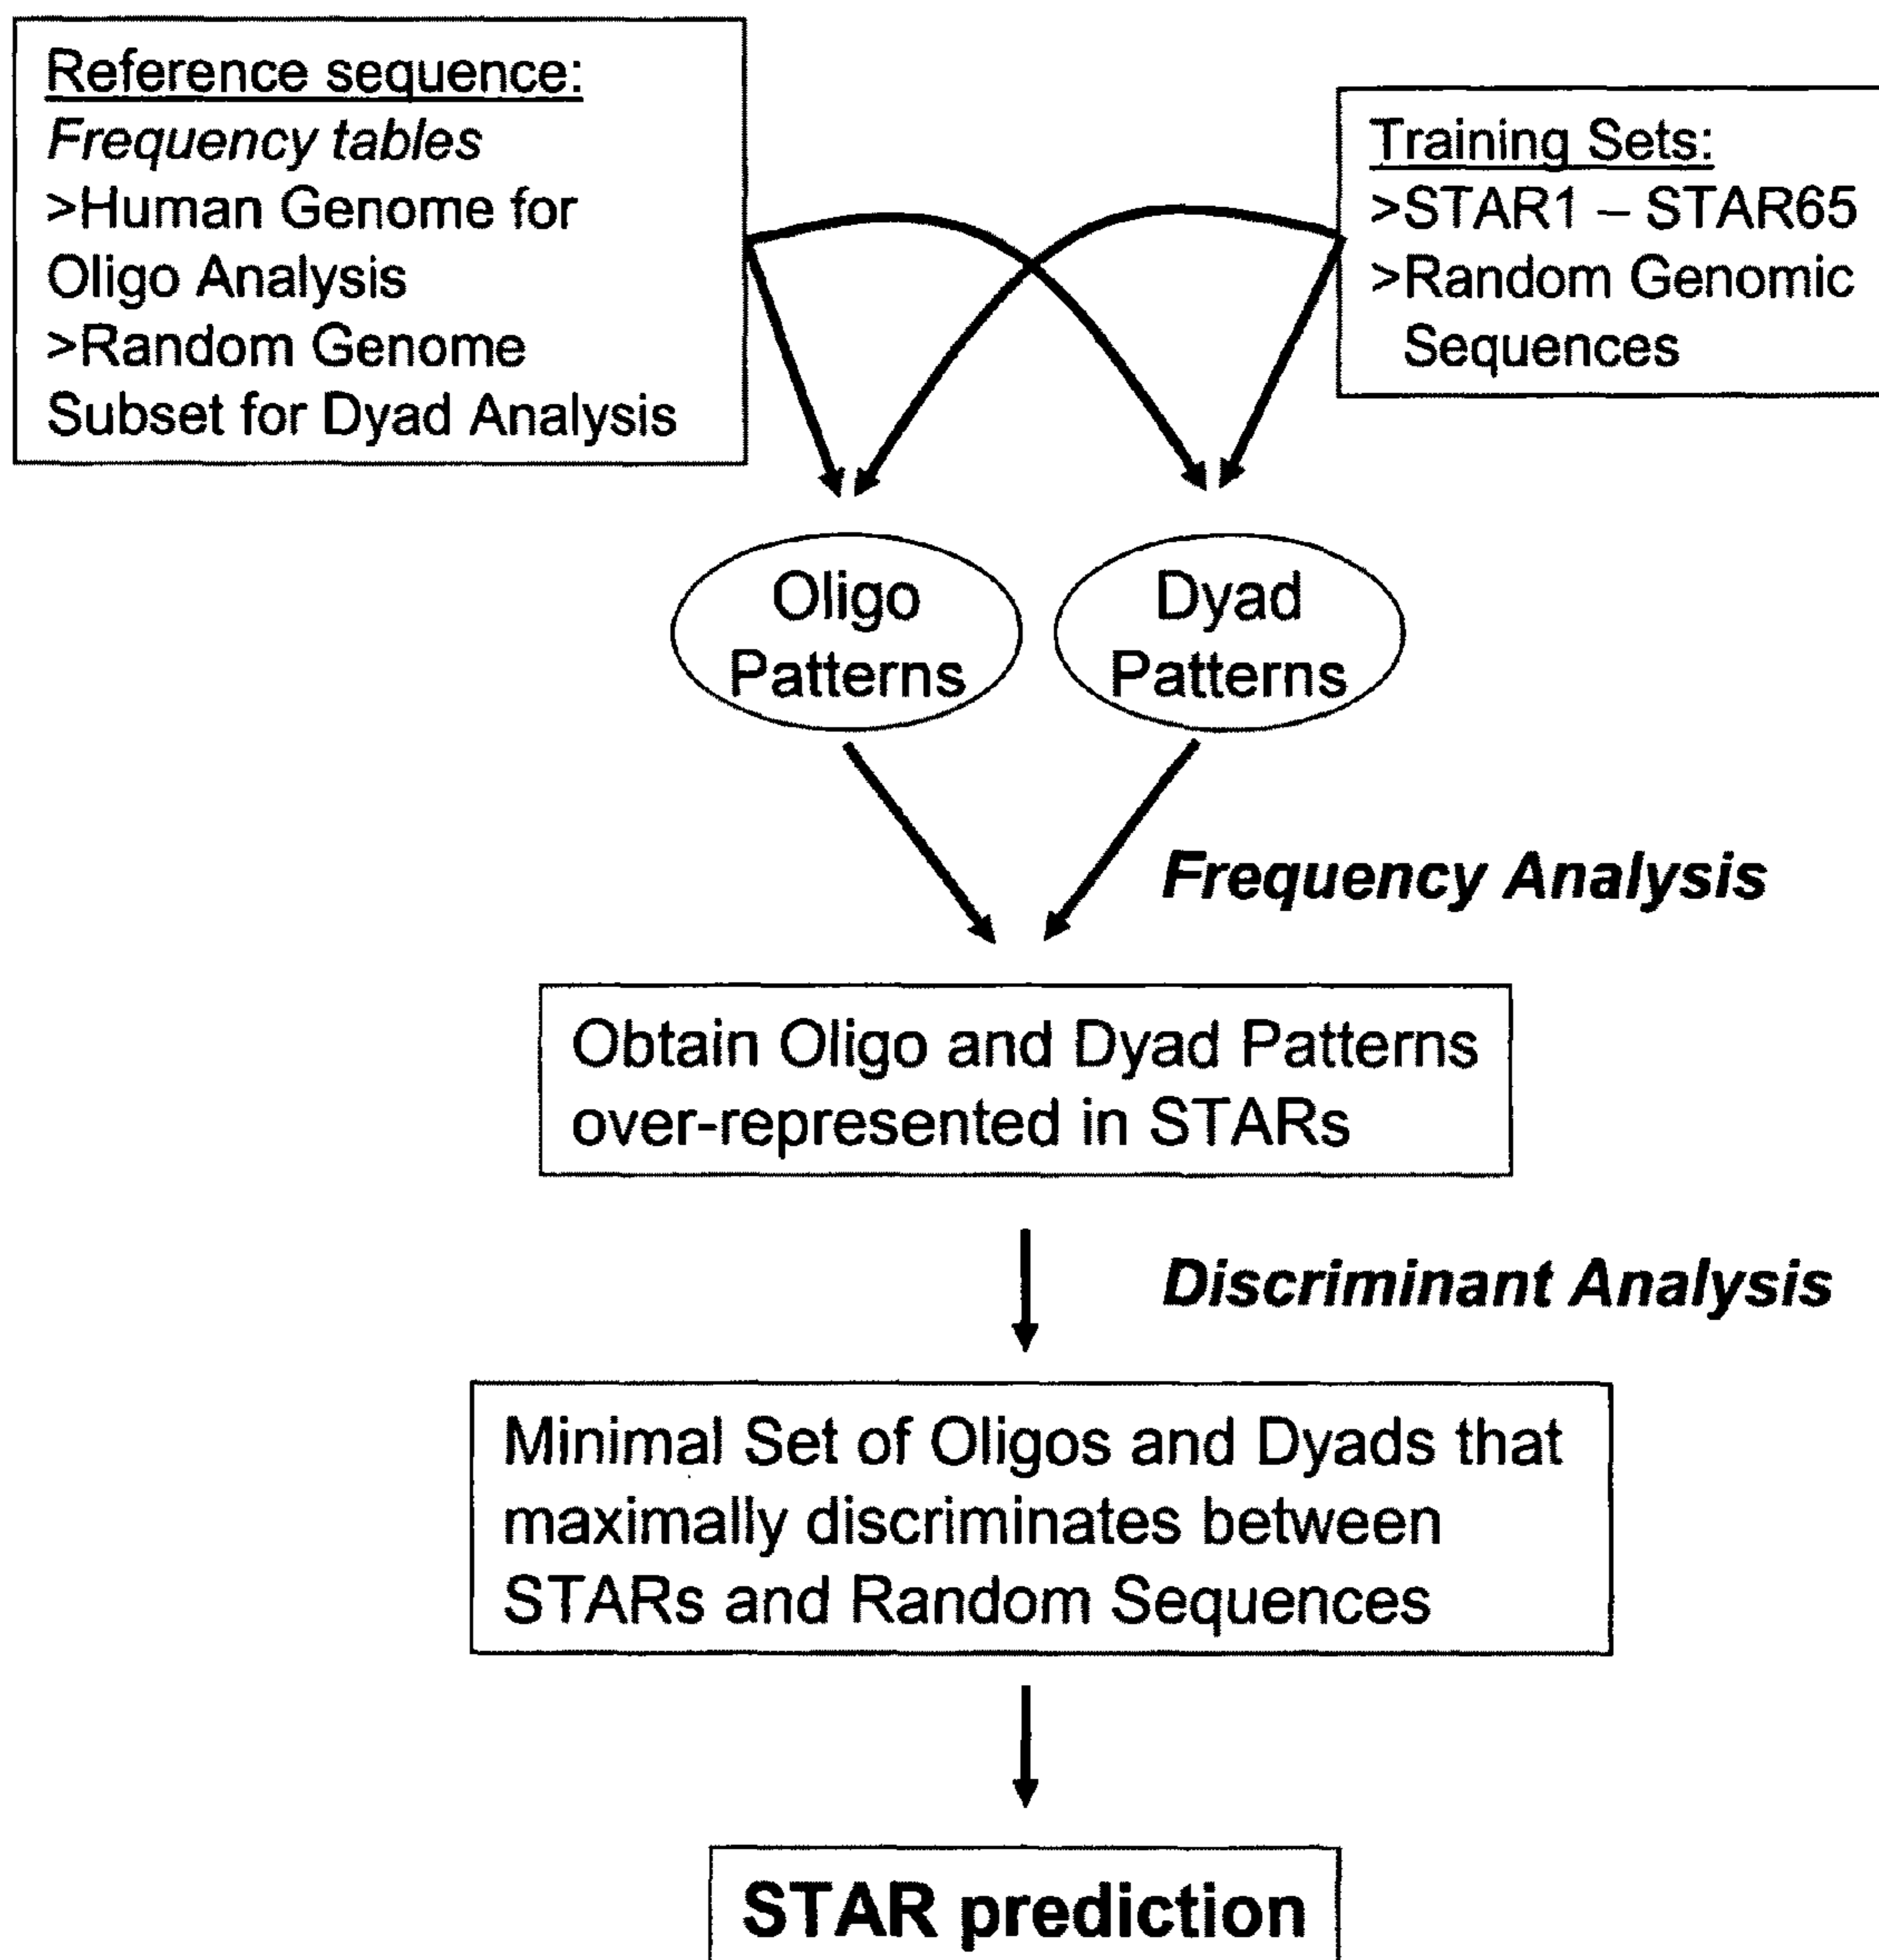 Reference sequence:
Frequency tables
>Human Genome for
Oligo Analysis
>Random Genome
Subset for Dyad Analysis
Training Sets:
>STAR1 – STAR65
>Random Genomic
Sequences
Oligo
Patterns
Dyad
Patterns
Frequency Analysis
Obtain Oligo and Dyad Patterns
over-represented in STARs
Discriminant Analysis
Minimal Set of Oligos and Dyads that
maximally discriminates between
STARs and Random Sequences
STAR prediction